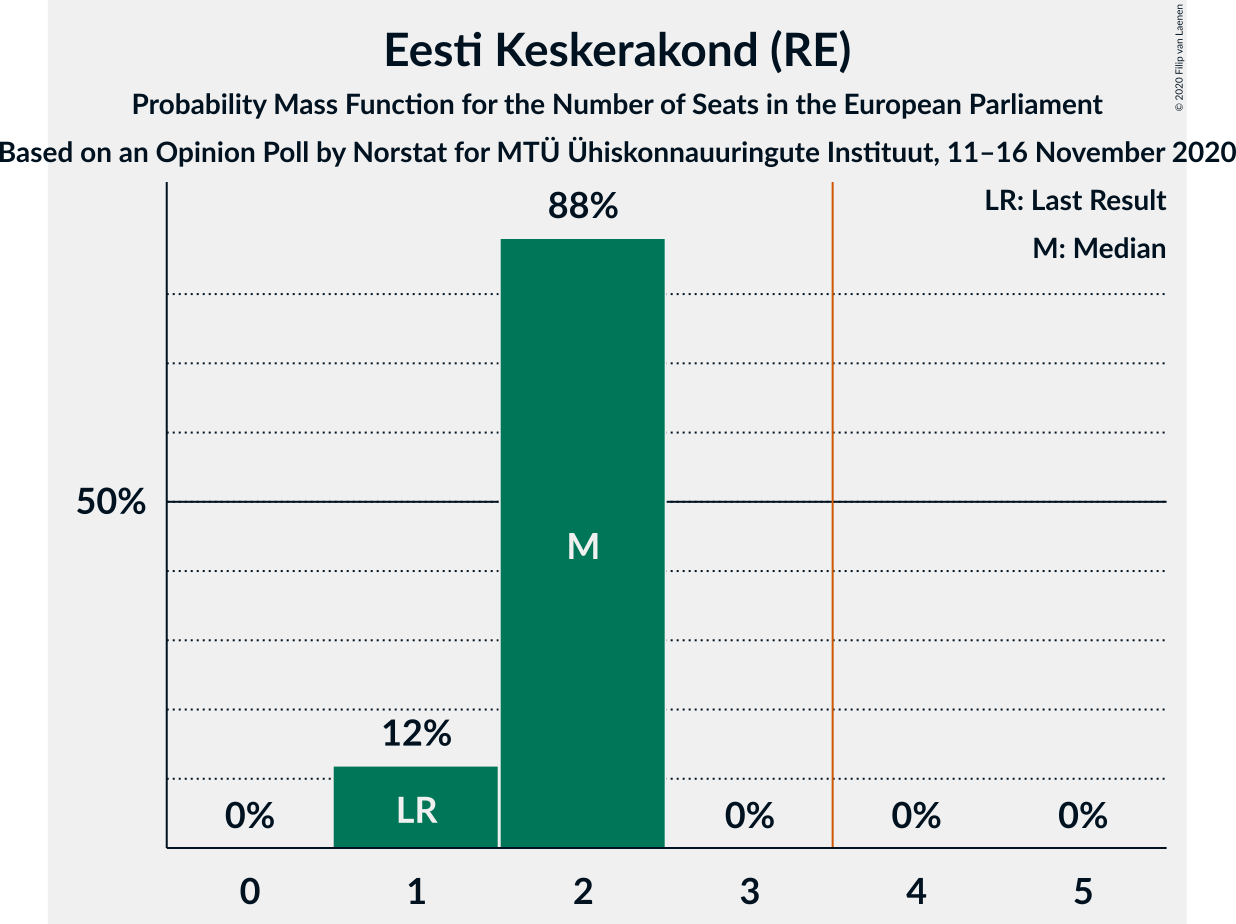 Eesti Keskerakond (RE)
Probability Mass Function for the Number of Seats in the European Parliament
Based on an Opinion Poll by Norstat for MTÜ Ühiskonnauuringute Instituut, 11–16 November 2020
© 2020 Filip van Laenen
LR: Last Result
M: Median
88%
50%
M
12%
LR
0%
0%
0%
0%
0 1 2 3 4 5